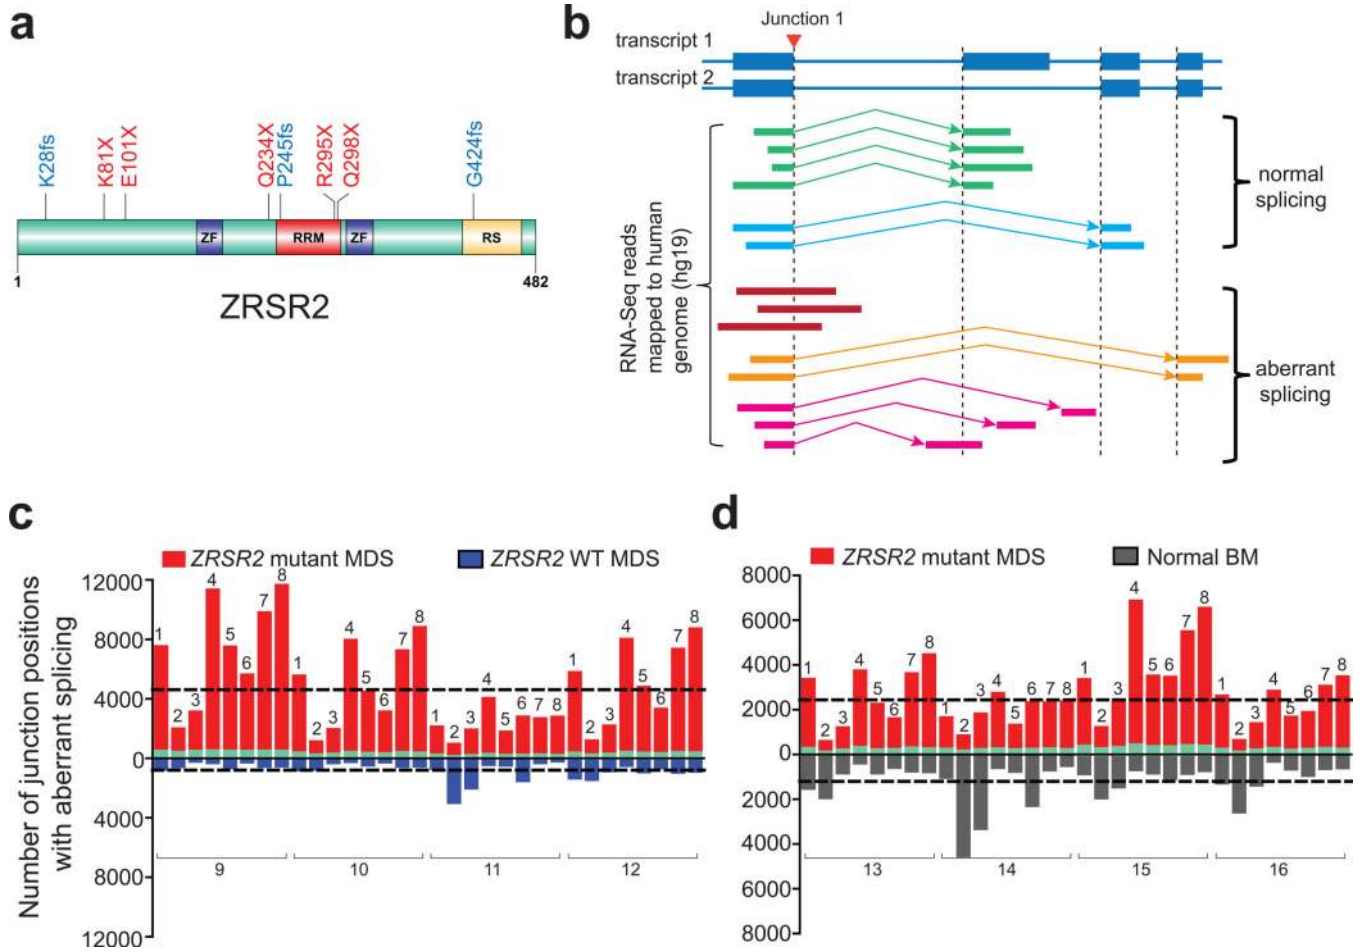 a
K28fs
K81X
E101X
Q234X
P245fs
R295X
Q298X
G424fs
ZF
RRM
ZF
RS
1
482
ZRSR2
b
Junction 1
transcript 1
transcript 2
RNA-Seq reads
mapped to human
genome (hg19)
normal
splicing
aberrant
splicing
c
ZRSR2 mutant MDS
ZRSR2 WT MDS
Number of junction positions
with aberrant splicing
12000
8000
4000
0
4000
8000
12000
1 2 3 4 5 6 7 8
1 2 3 4 5 6 7 8
1 2 3 4 5 6 7 8
1 2 3 4 5 6 7 8
9 10 11 12
d
ZRSR2 mutant MDS
Normal BM
8000
6000
4000
2000
0
2000
4000
6000
8000
1 2 3 4 5 6 7 8
1 2 3 4 5 6 7 8
1 2 3 4 5 6 7 8
1 2 3 4 5 6 7 8
13 14 15 16